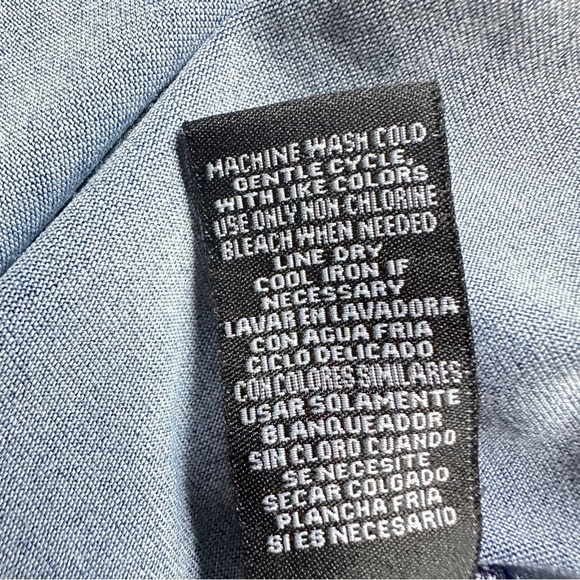 MACHINE WASH COLD
GENTLE CYCLE,
WITH LIKE COLORS
USE ONLY NON-CHLORINE
BLEACH WHEN NEEDED
LINE DRY
COOL IRON IF
NECESSARY
LAVAR EN LAVADORA
CON AGUA FRIA
CICLO DELICADO
CON COLORES SIMILARES
USAR SOLAMENTE
BLANQUEADOR
SIN CLORO CUANDO
SE NECESITE
SECAR COLGADO
PLANCHA FRIA
SI ES NECESARIO